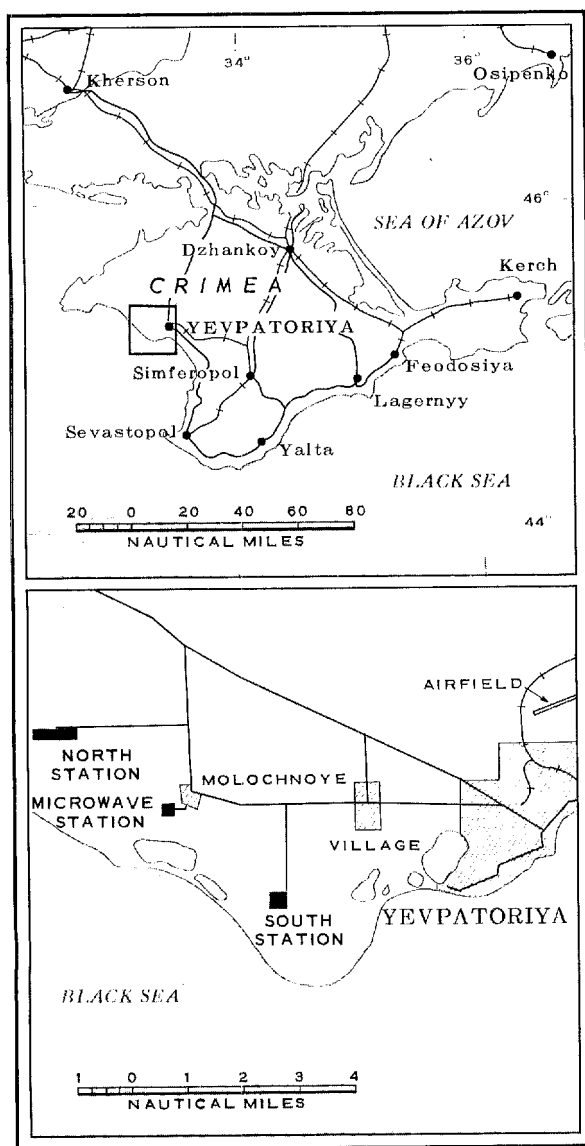 34°
36°
Kherson
Osipenko
46°
SEA OF AZOV
Dzhankoy
CRIMEA
Kerch
YEVPATORIYA
Simferopol
Feodosiya
Lagernyy
Sevastopol
Yalta
BLACK SEA
20 0 20 40 60 80
NAUTICAL MILES
44°
AIRFIELD
NORTH
STATION
MOLOCHNOYE
MICROWAVE
STATION
VILLAGE
SOUTH
STATION
YEVPATORIYA
BLACK SEA
1 0 1 2 3 4
NAUTICAL MILES